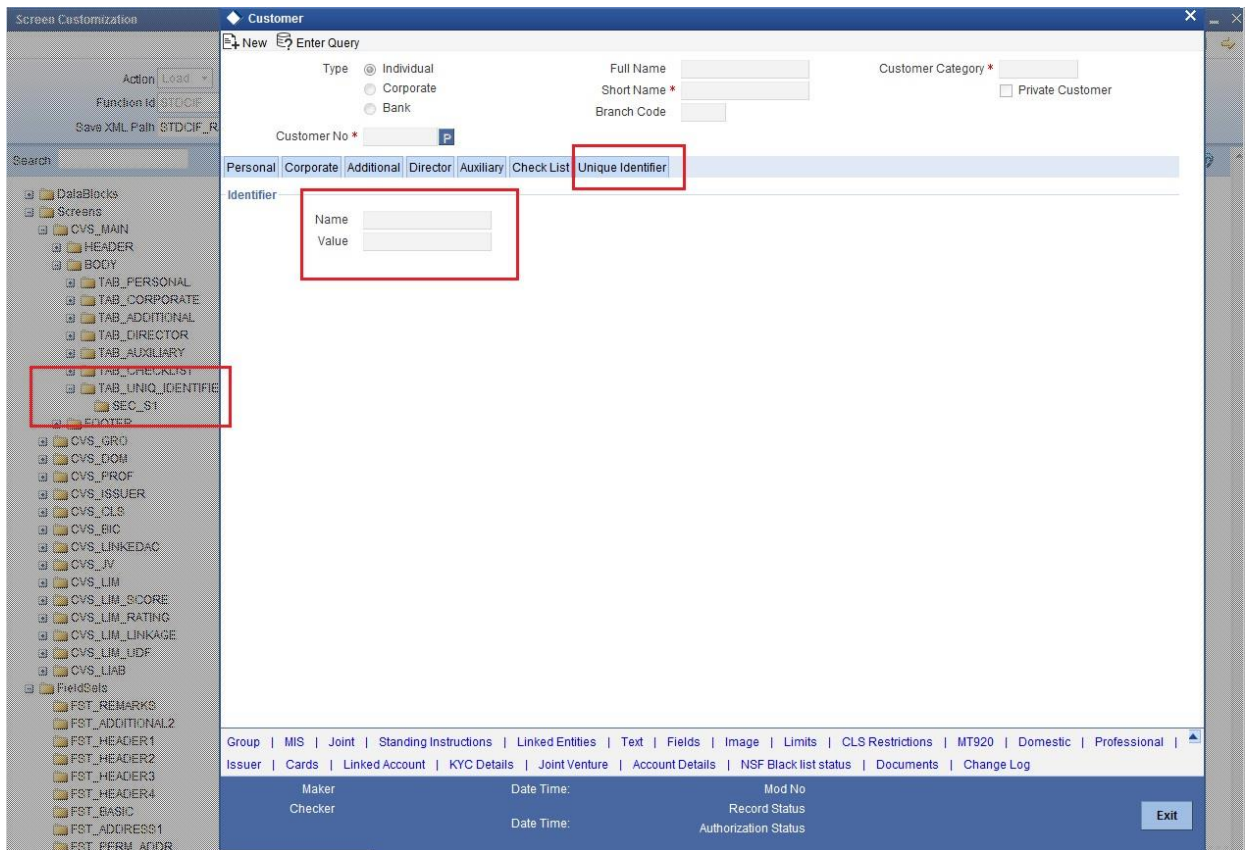 Screen Customization
Action Load
Function Id STDCIF
Save XML Path STDCIF_R
Search
DataBlocks
Screens
CVS_MAIN
HEADER
BODY
TAB_PERSONAL
TAB_CORPORATE
TAB_ADDITIONAL
TAB_DIRECTOR
TAB_AUXILIARY
TAB_CHECKLIST
TAB_UNIQ_IDENTIFIE
SEC_S1
FOOTER
CVS_GRO
CVS_DOM
CVS_PROF
CVS_ISSUER
CVS_CLS
CVS_BIC
CVS_LINKEDAC
CVS_JV
CVS_LIM
CVS_LIM_SCORE
CVS_LIM_RATING
CVS_LIM_LINKAGE
CVS_LIM_UDF
CVS_LIAB
FieldSets
FST_REMARKS
FST_ADDITIONAL2
FST_HEADER1
FST_HEADER2
FST_HEADER3
FST_HEADER4
FST_BASIC
FST_ADDRESS1
FST_PERM_ADDR
Customer
New Enter Query
Type Individual Full Name Customer Category *
Corporate Short Name * Private Customer
Bank Branch Code
Customer No * P
Personal Corporate Additional Director Auxiliary Check List Unique Identifier
Identifier
Name
Value
Group | MIS | Joint | Standing Instructions | Linked Entities | Text | Fields | Image | Limits | CLS Restrictions | MT920 | Domestic | Professional |
Issuer | Cards | Linked Account | KYC Details | Joint Venture | Account Details | NSF Black list status | Documents | Change Log
Maker Date Time: Mod No
Checker Record Status
Date Time: Authorization Status
Exit